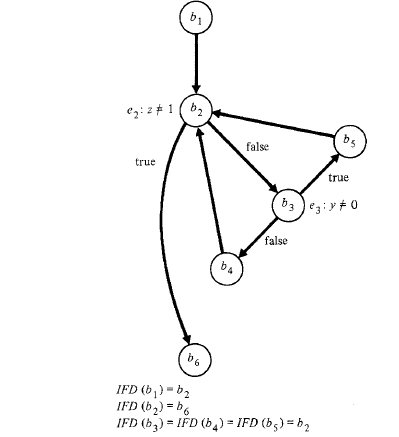 b1
e2: z ≠ 1
b2
b5
true
false
true
b3
e3: y ≠ 0
false
b4
b6
IFD (b1) = b2
IFD (b2) = b6
IFD (b3) = IFD (b4) = IFD (b5) = b2